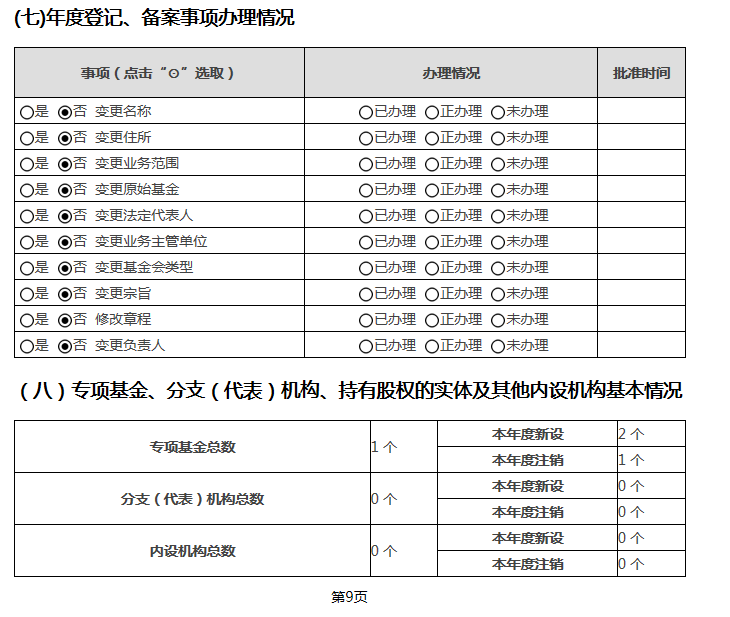 (七)年度登记、备案事项办理情况
事项（点击“⊙”选取） 办理情况 批准时间
○是 ⊙否 变更名称 ○已办理 ○正办理 ○未办理
○是 ⊙否 变更住所 ○已办理 ○正办理 ○未办理
○是 ⊙否 变更业务范围 ○已办理 ○正办理 ○未办理
○是 ⊙否 变更原始基金 ○已办理 ○正办理 ○未办理
○是 ⊙否 变更法定代表人 ○已办理 ○正办理 ○未办理
○是 ⊙否 变更业务主管单位 ○已办理 ○正办理 ○未办理
○是 ⊙否 变更基金会类型 ○已办理 ○正办理 ○未办理
○是 ⊙否 变更宗旨 ○已办理 ○正办理 ○未办理
○是 ⊙否 修改章程 ○已办理 ○正办理 ○未办理
○是 ⊙否 变更负责人 ○已办理 ○正办理 ○未办理
（八）专项基金、分支（代表）机构、持有股权的实体及其他内设机构基本情况
专项基金总数 1 个 本年度新设 2 个
本年度注销 1 个
分支（代表）机构总数 0 个 本年度新设 0 个
本年度注销 0 个
内设机构总数 0 个 本年度新设 0 个
本年度注销 0 个
第9页